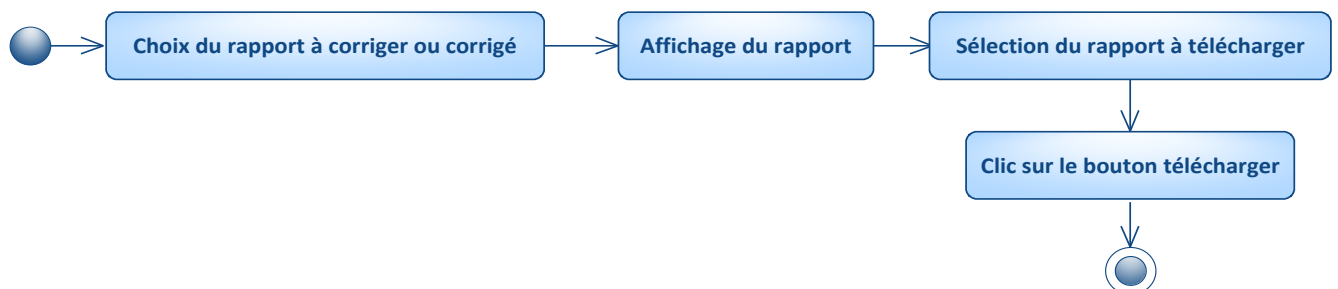 Choix du rapport à corriger ou corrigé
Affichage du rapport
Sélection du rapport à télécharger
Clic sur le bouton télécharger